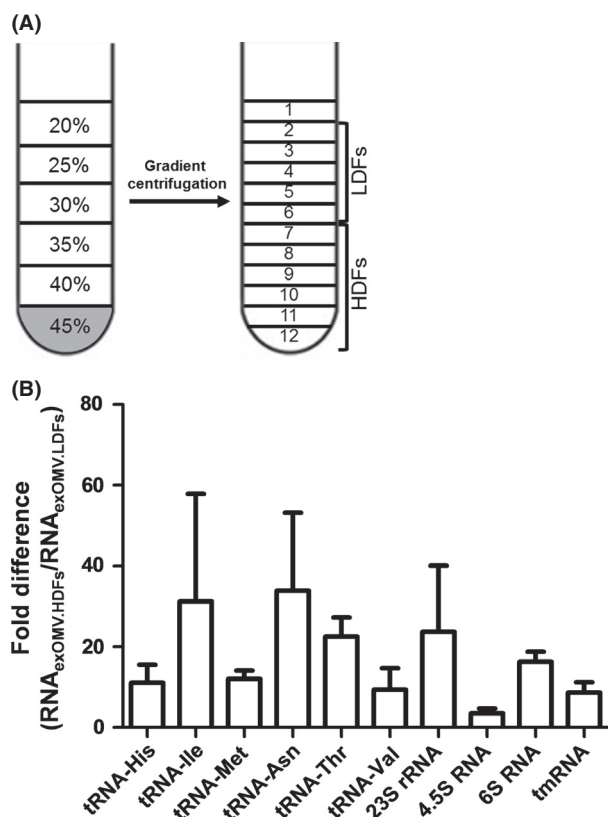 (A)
20%
25%
30%
35%
40%
45%
Gradient
centrifugation
1
2
3
4
5
6
7
8
9
10
11
12
LDFs
HDFs
(B)
Fold difference
(RNAexOMV.HDFs/RNAexOMV.LDFs)
80
60
40
20
0
tRNA-His
tRNA-Ile
tRNA-Met
tRNA-Asn
tRNA-Thr
tRNA-Val
23S rRNA
4.5S RNA
6S RNA
tmRNA